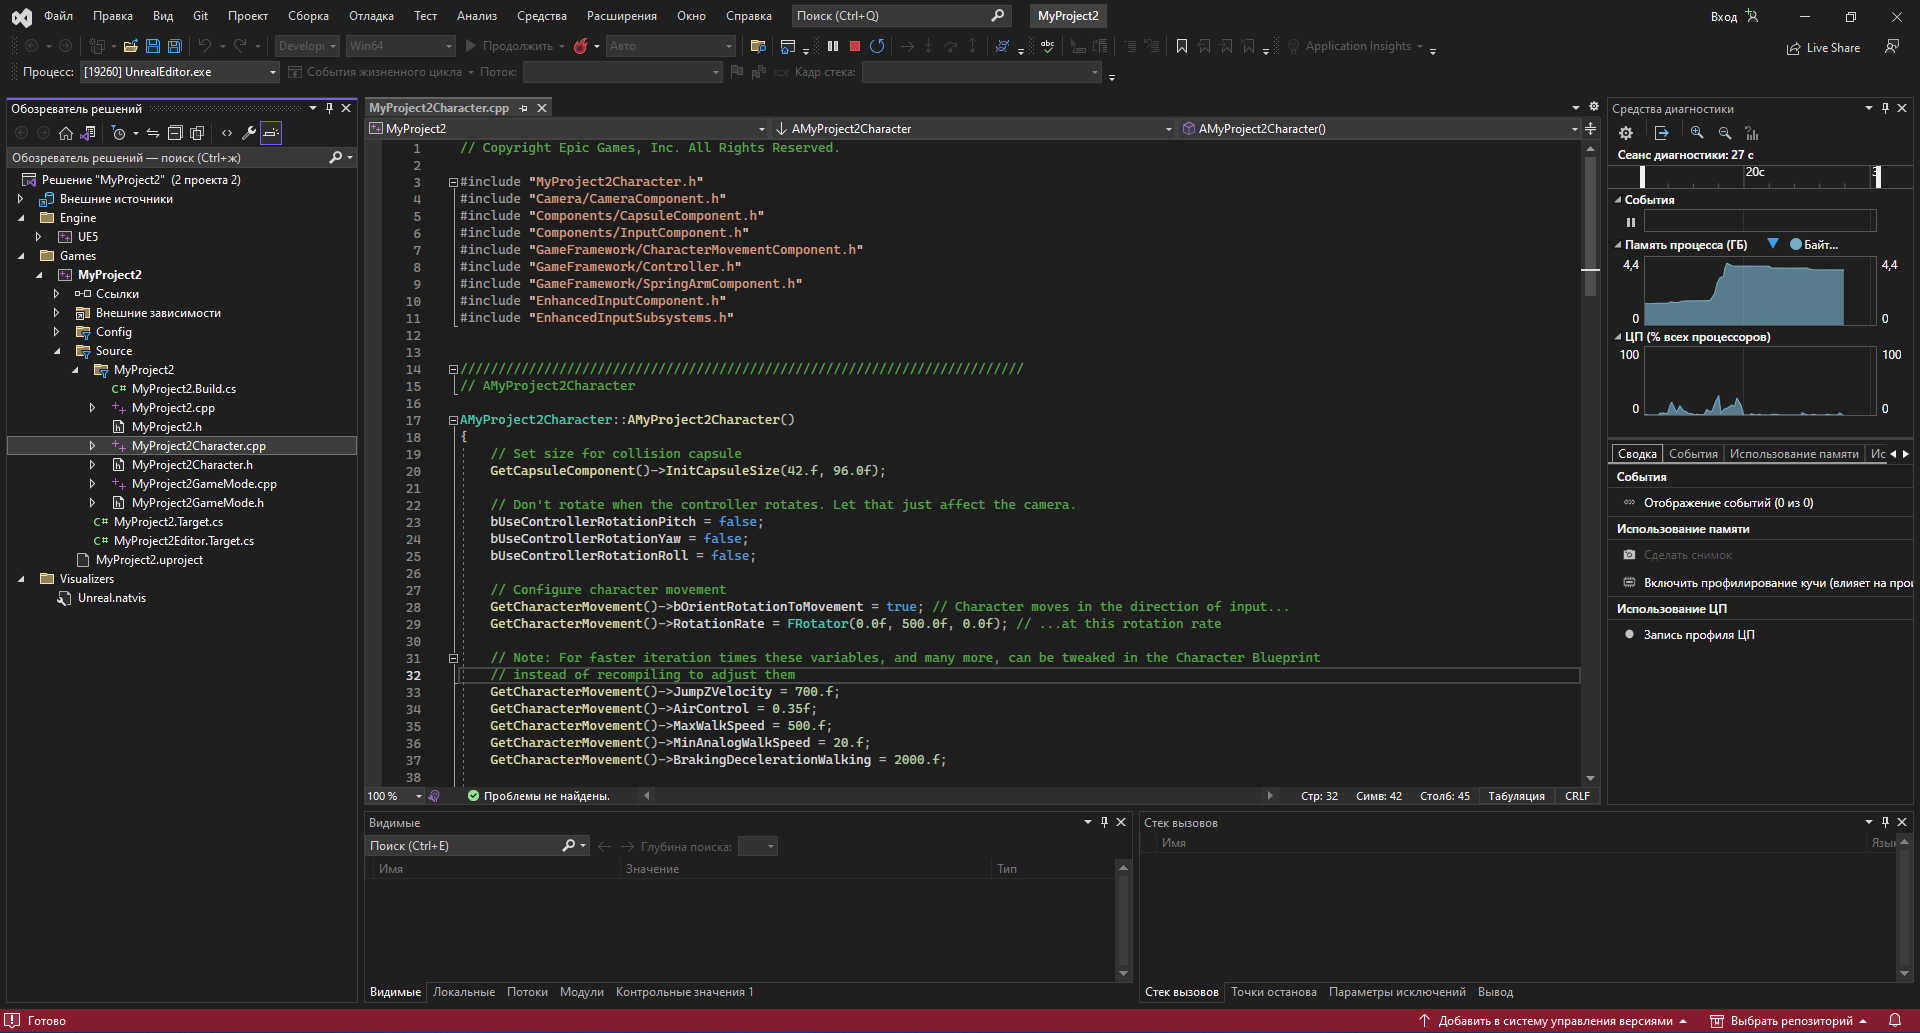 Файл Правка Вид Git Проект Сборка Отладка Тест Анализ Средства Расширения Окно Справка Поиск (Ctrl+Q) MyProject2 Вход
Develop Win64 Продолжить Авто Application Insights Live Share
Процесс: [19260] UnrealEditor.exe События жизненного цикла Поток: Кадр стека:
Обозреватель решений
Обозреватель решений — поиск (Ctrl+ж)
Решение "MyProject2" (2 проекта 2)
Внешние источники
Engine
UE5
Games
MyProject2
Ссылки
Внешние зависимости
Config
Source
MyProject2
C# MyProject2.Build.cs
MyProject2.cpp
MyProject2.h
MyProject2Character.cpp
MyProject2Character.h
MyProject2GameMode.cpp
MyProject2GameMode.h
C# MyProject2.Target.cs
C# MyProject2Editor.Target.cs
MyProject2.uproject
Visualizers
Unreal.natvis
MyProject2Character.cpp
MyProject2 AMyProject2Character AMyProject2Character()
1 // Copyright Epic Games, Inc. All Rights Reserved.
2
3 #include "MyProject2Character.h"
4 #include "Camera/CameraComponent.h"
5 #include "Components/CapsuleComponent.h"
6 #include "Components/InputComponent.h"
7 #include "GameFramework/CharacterMovementComponent.h"
8 #include "GameFramework/Controller.h"
9 #include "GameFramework/SpringArmComponent.h"
10 #include "EnhancedInputComponent.h"
11 #include "EnhancedInputSubsystems.h"
12
13
14 //////////////////////////////////////////////////////////////////////////
15 // AMyProject2Character
16
17 AMyProject2Character::AMyProject2Character()
18 {
19 // Set size for collision capsule
20 GetCapsuleComponent()->InitCapsuleSize(42.f, 96.0f);
21
22 // Don't rotate when the controller rotates. Let that just affect the camera.
23 bUseControllerRotationPitch = false;
24 bUseControllerRotationYaw = false;
25 bUseControllerRotationRoll = false;
26
27 // Configure character movement
28 GetCharacterMovement()->bOrientRotationToMovement = true; // Character moves in the direction of input...
29 GetCharacterMovement()->RotationRate = FRotator(0.0f, 500.0f, 0.0f); // ...at this rotation rate
30
31 // Note: For faster iteration times these variables, and many more, can be tweaked in the Character Blueprint
32 // instead of recompiling to adjust them
33 GetCharacterMovement()->JumpZVelocity = 700.f;
34 GetCharacterMovement()->AirControl = 0.35f;
35 GetCharacterMovement()->MaxWalkSpeed = 500.f;
36 GetCharacterMovement()->MinAnalogWalkSpeed = 20.f;
37 GetCharacterMovement()->BrakingDecelerationWalking = 2000.f;
38
100 % Проблемы не найдены. Стр: 32 Симв: 42 Столб: 45 Табуляция CRLF
Видимые
Поиск (Ctrl+E) Глубина поиска:
Имя Значение Тип
Видимые Локальные Потоки Модули Контрольные значения 1
Стек вызовов
Имя Язык
Стек вызовов Точки останова Параметры исключений Вывод
Средства диагностики
Сеанс диагностики: 27 с
20с 3
События
Память процесса (ГБ) Байт...
4,4 4,4
0 0
ЦП (% всех процессоров)
100 100
0 0
Сводка События Использование памяти Ис
События
Отображение событий (0 из 0)
Использование памяти
Сделать снимок
Включить профилирование кучи (влияет на прои
Использование ЦП
Запись профиля ЦП
Готово Добавить в систему управления версиями Выбрать репозиторий